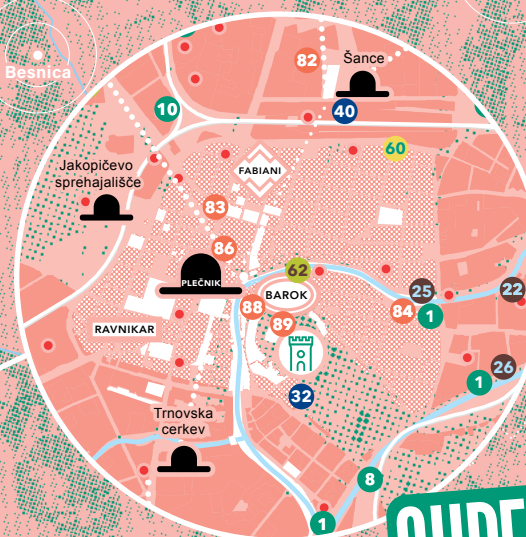 82
Šance
Besnica
10
40
60
Jakopičevo
sprehajališče
FABIANI
83
86
62
PLEČNIK
BAROK
25
22
88
84
1
89
RAVNIKAR
26
1
32
Trnovska
cerkev
8
1